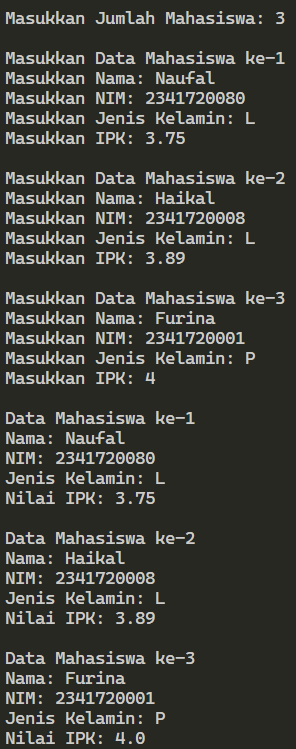 Masukkan Jumlah Mahasiswa: 3
Masukkan Data Mahasiswa ke-1
Masukkan Nama: Naufal
Masukkan NIM: 2341720080
Masukkan Jenis Kelamin: L
Masukkan IPK: 3.75
Masukkan Data Mahasiswa ke-2
Masukkan Nama: Haikal
Masukkan NIM: 2341720008
Masukkan Jenis Kelamin: L
Masukkan IPK: 3.89
Masukkan Data Mahasiswa ke-3
Masukkan Nama: Furina
Masukkan NIM: 2341720001
Masukkan Jenis Kelamin: P
Masukkan IPK: 4
Data Mahasiswa ke-1
Nama: Naufal
NIM: 2341720080
Jenis Kelamin: L
Nilai IPK: 3.75
Data Mahasiswa ke-2
Nama: Haikal
NIM: 2341720008
Jenis Kelamin: L
Nilai IPK: 3.89
Data Mahasiswa ke-3
Nama: Furina
NIM: 2341720001
Jenis Kelamin: P
Nilai IPK: 4.0